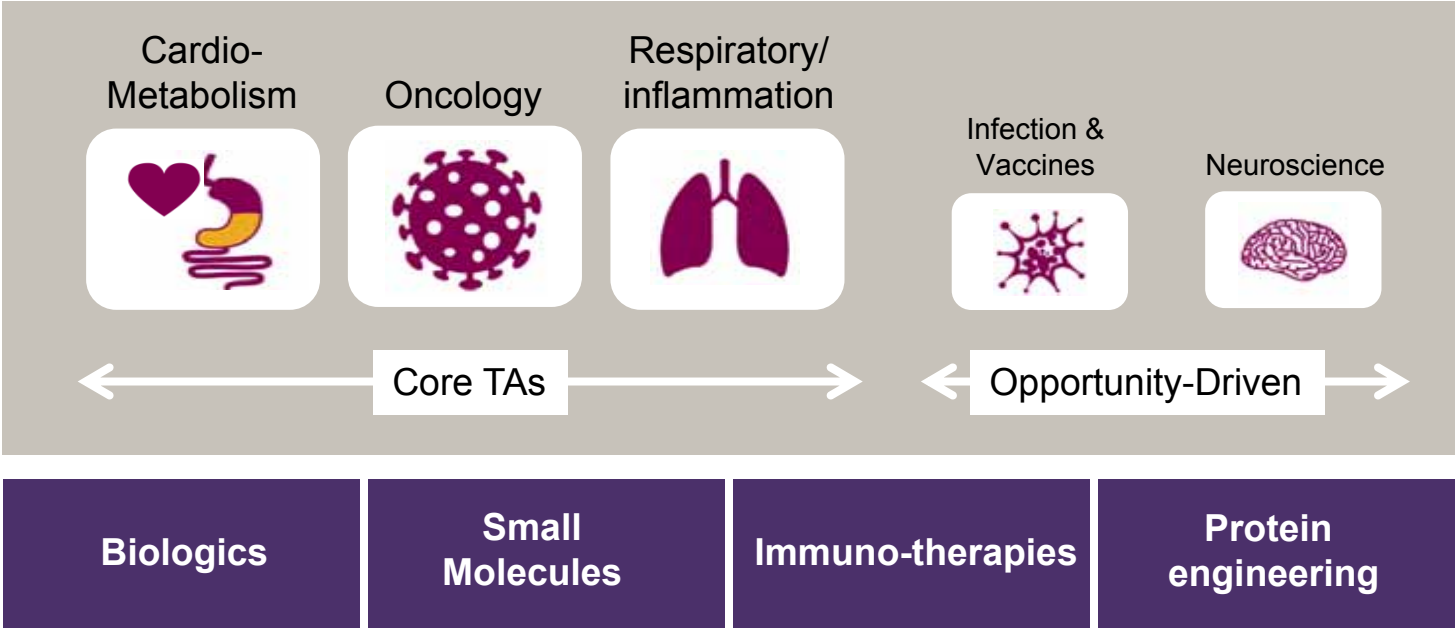 Cardio-
Metabolism
Oncology
Respiratory/
inflammation
Infection &
Vaccines
Neuroscience
Core TAs
Opportunity-Driven
Biologics
Small
Molecules
Immuno-therapies
Protein
engineering